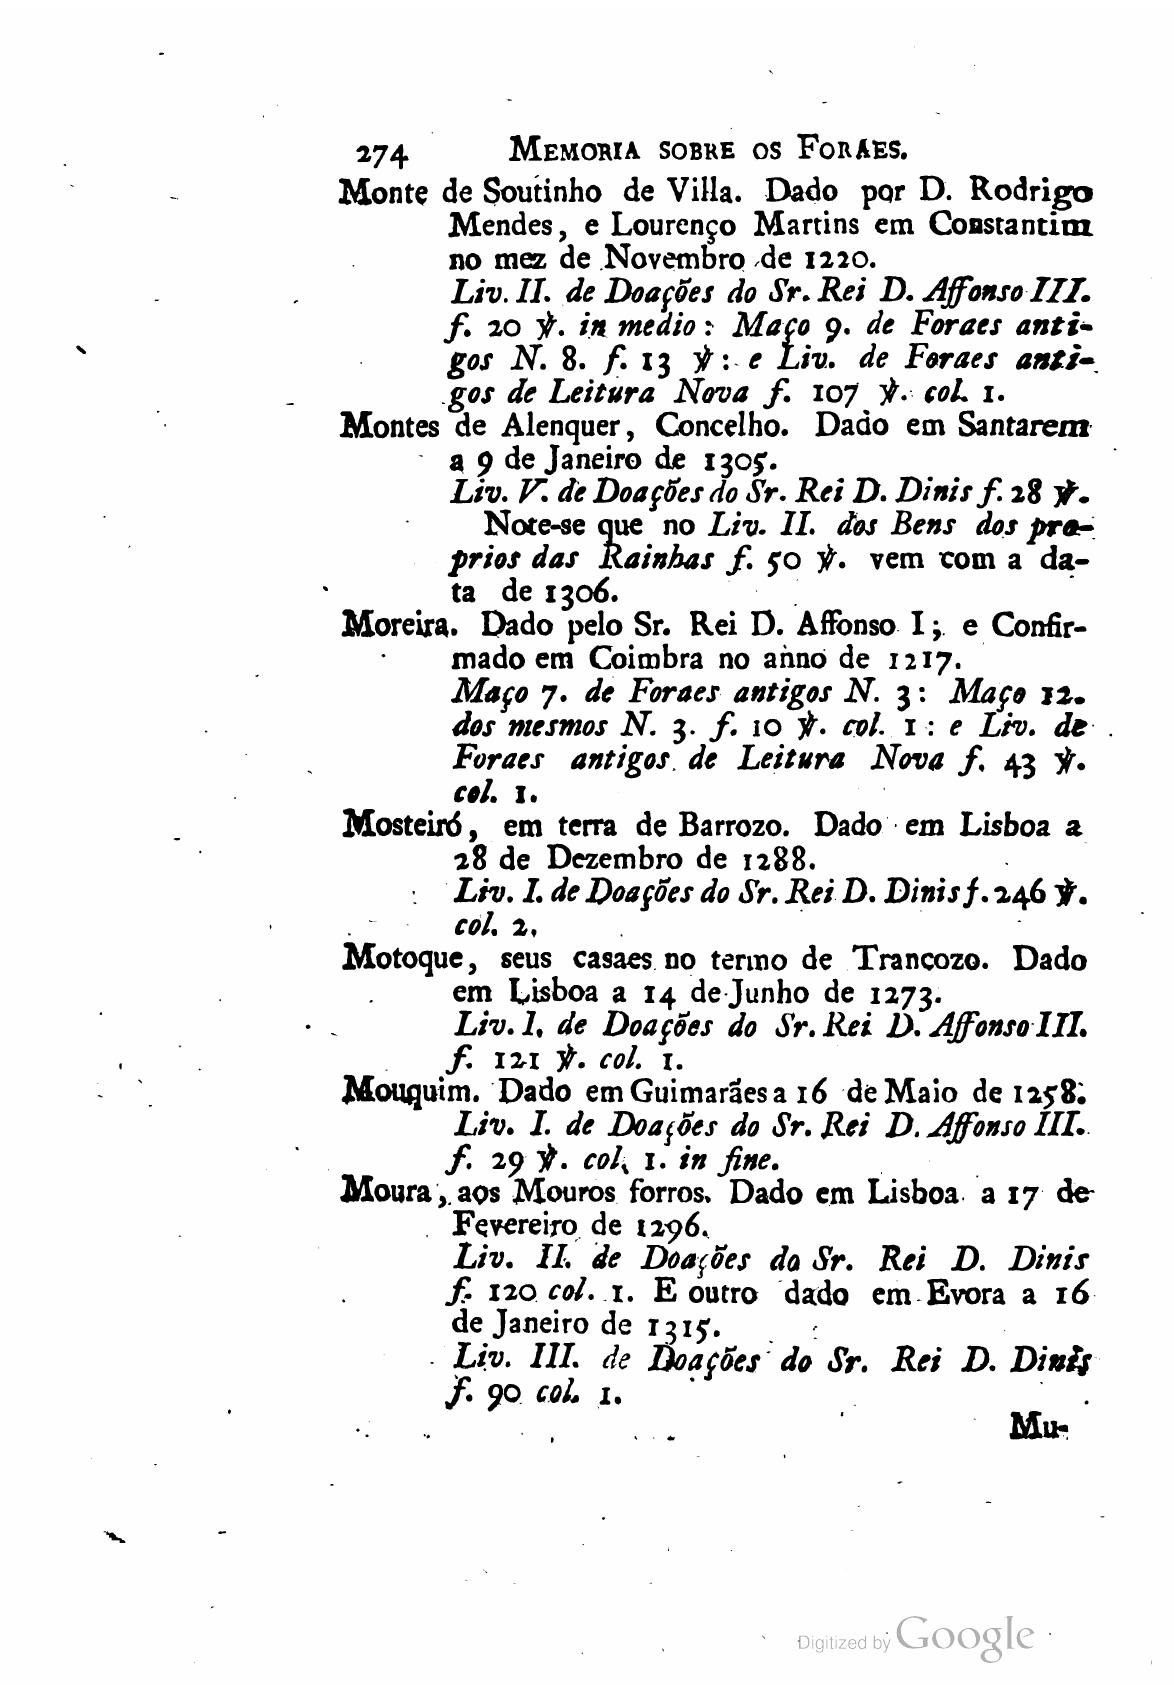 274 MEMORIA SOBRE OS FORAES.
Monte de Soutinho de Villa. Dado por D. Rodrigo
Mendes, e Lourenço Martins em Constantim
no mez de Novembro de 1220.
Liv. II. de Doações do Sr. Rei D. Affonso III.
f. 20 ℣. in medio: Maço 9. de Foraes anti-
gos N. 8. f. 13 ℣: e Liv. de Foraes anti-
gos de Leitura Nova f. 107 ℣. col. 1.
Montes de Alenquer, Concelho. Dado em Santarem
a 9 de Janeiro de 1305.
Liv. V. de Doações do Sr. Rei D. Dinis f. 28 ℣.
Note-se que no Liv. II. dos Bens dos pro-
prios das Rainhas f. 50 ℣. vem com a da-
ta de 1306.
Moreira. Dado pelo Sr. Rei D. Affonso I; e Confir-
mado em Coimbra no anno de 1217.
Maço 7. de Foraes antigos N. 3: Maço 12.
dos mesmos N. 3. f. 10 ℣. col. 1: e Liv. de
Foraes antigos de Leitura Nova f. 43 ℣.
col. 1.
Mosteiró, em terra de Barrozo. Dado em Lisboa a
28 de Dezembro de 1288.
Liv. I. de Doações do Sr. Rei D. Dinis f. 246 ℣.
col. 2.
Motoque, seus casaes no termo de Trancozo. Dado
em Lisboa a 14 de Junho de 1273.
Liv. I. de Doações do Sr. Rei D. Affonso III.
f. 121 ℣. col. 1.
Mouquim. Dado em Guimarães a 16 de Maio de 1258.
Liv. I. de Doações do Sr. Rei D. Affonso III.
f. 29 ℣. col. 1. in fine.
Moura, aos Mouros forros. Dado em Lisboa a 17 de
Fevereiro de 1296.
Liv. II. de Doações do Sr. Rei D. Dinis
f. 120 col. 1. E outro dado em Evora a 16
de Janeiro de 1315.
Liv. III. de Doações do Sr. Rei D. Dinis
f. 90 col. 1.
Mu-
Digitized by Google